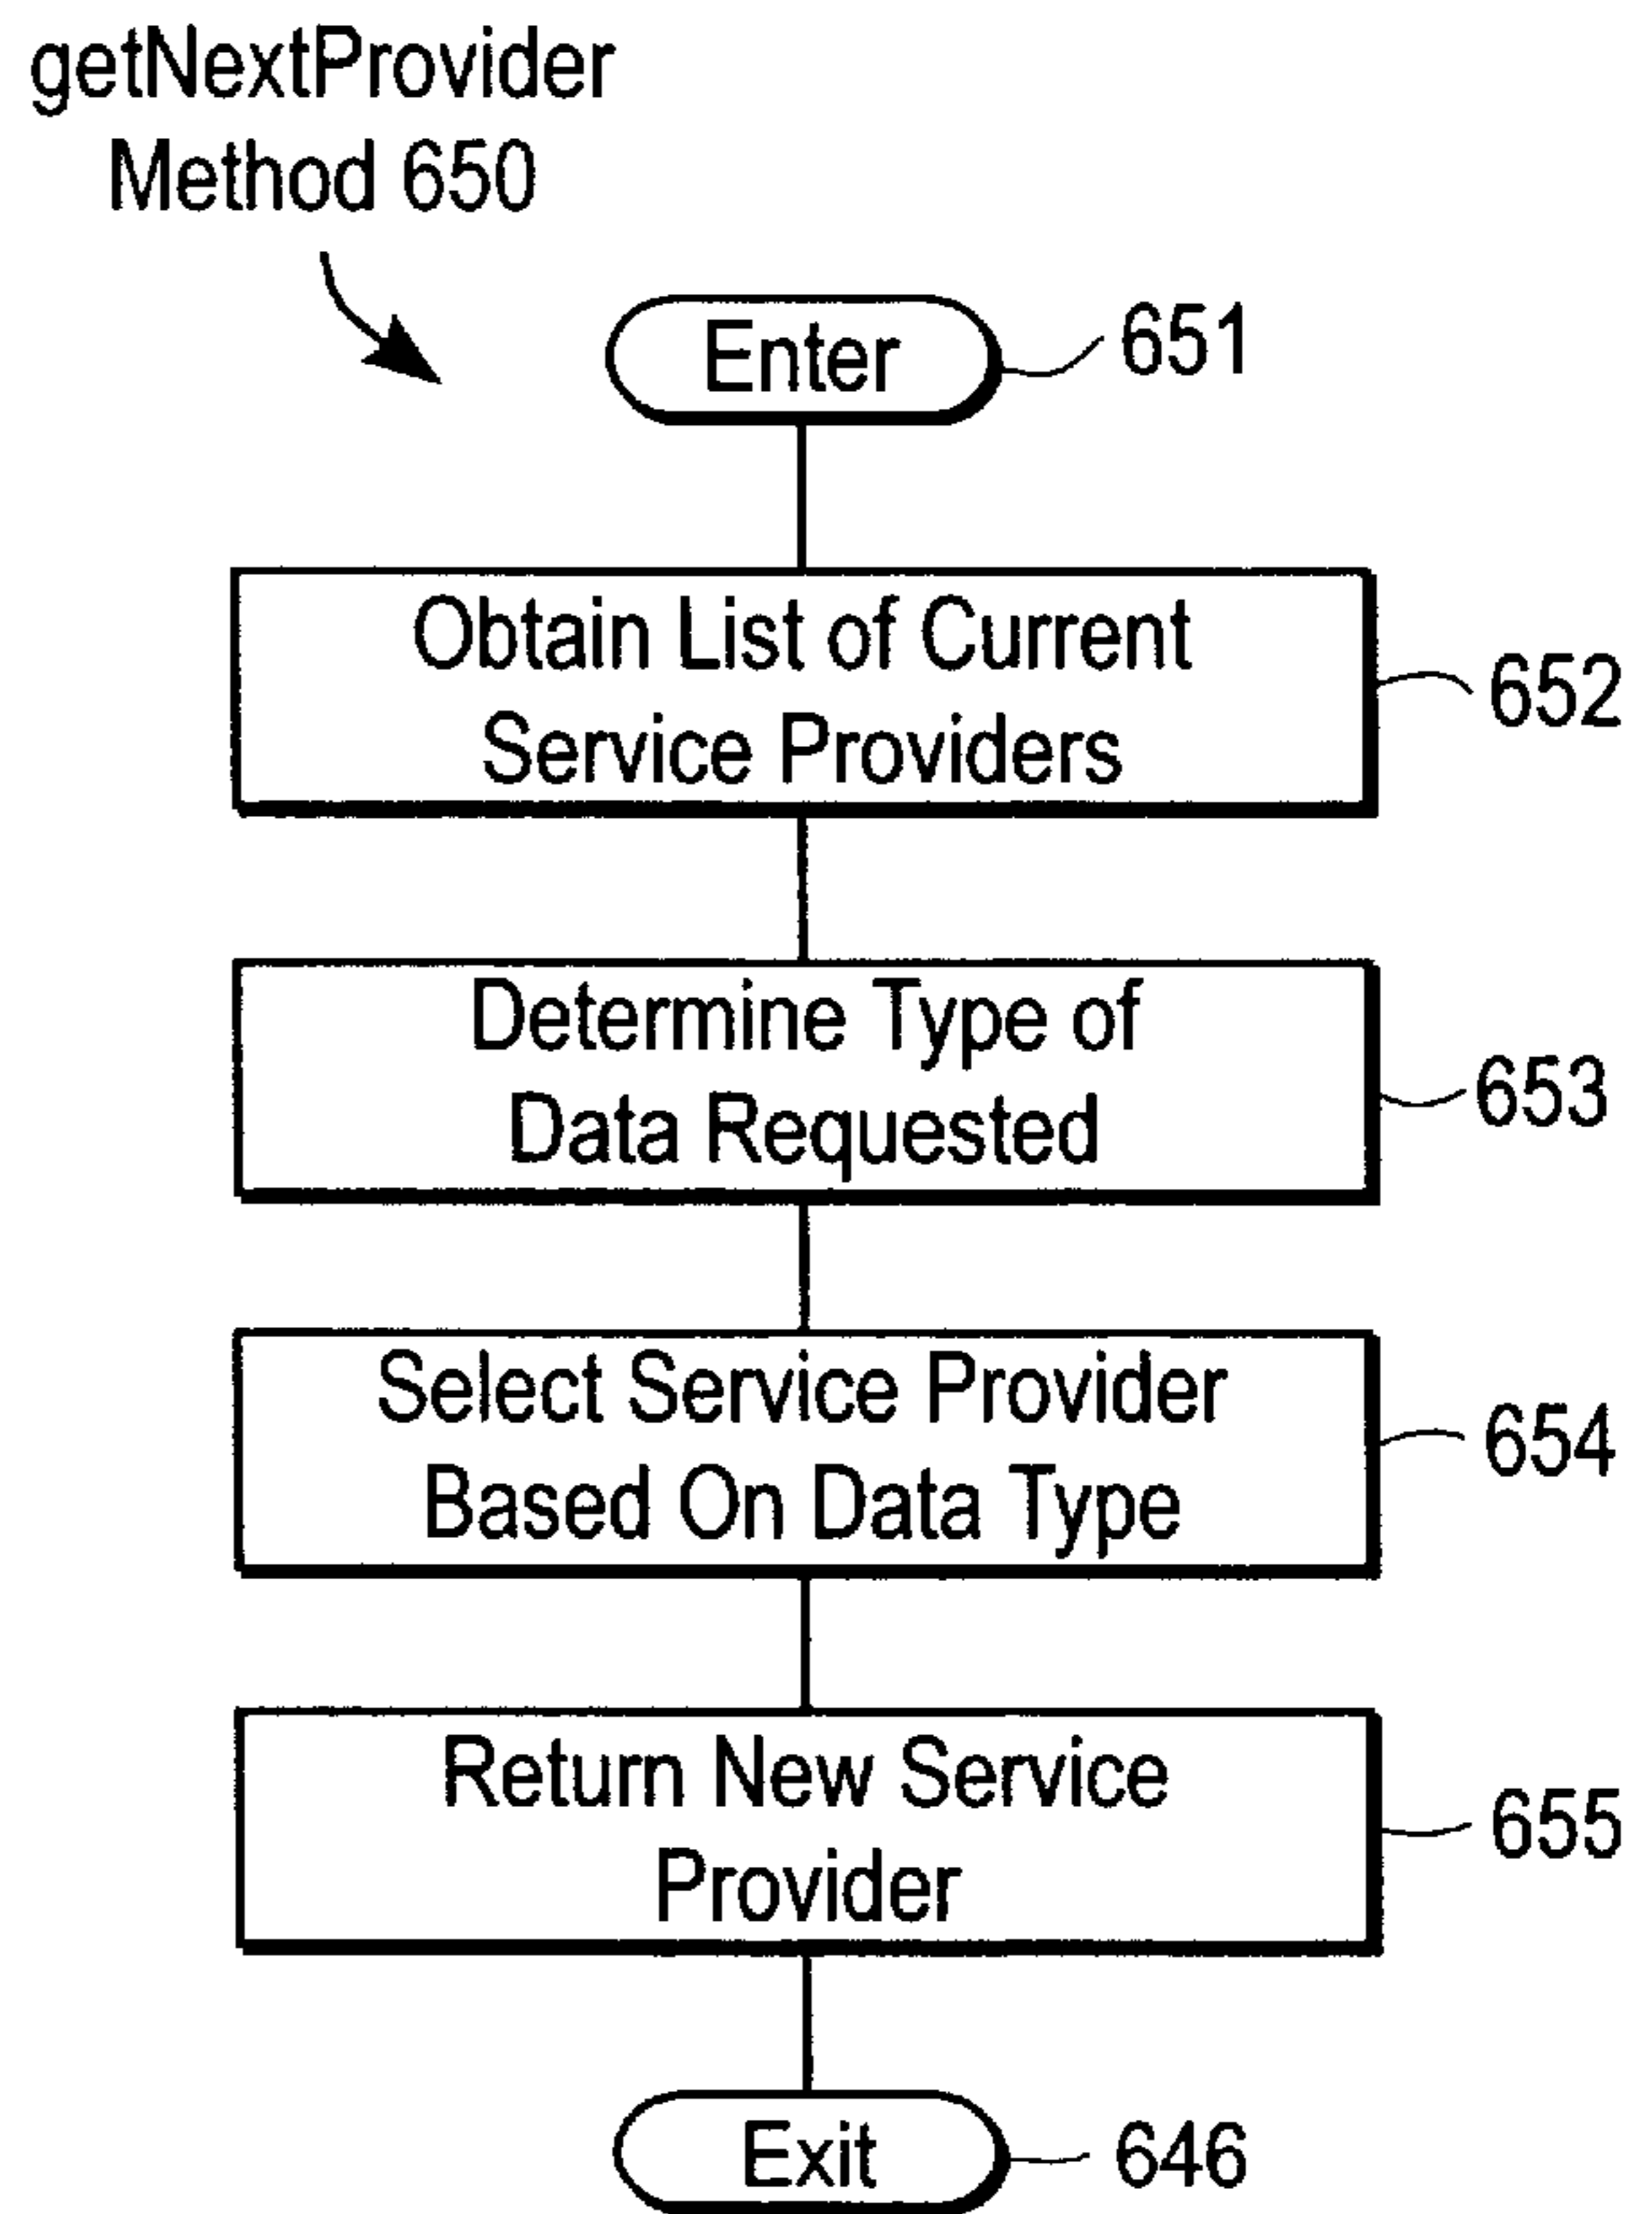 getNextProvider
Method 650
Enter
651
Obtain List of Current
Service Providers
652
Determine Type of
Data Requested
653
Select Service Provider
Based On Data Type
654
Return New Service
Provider
655
Exit
646